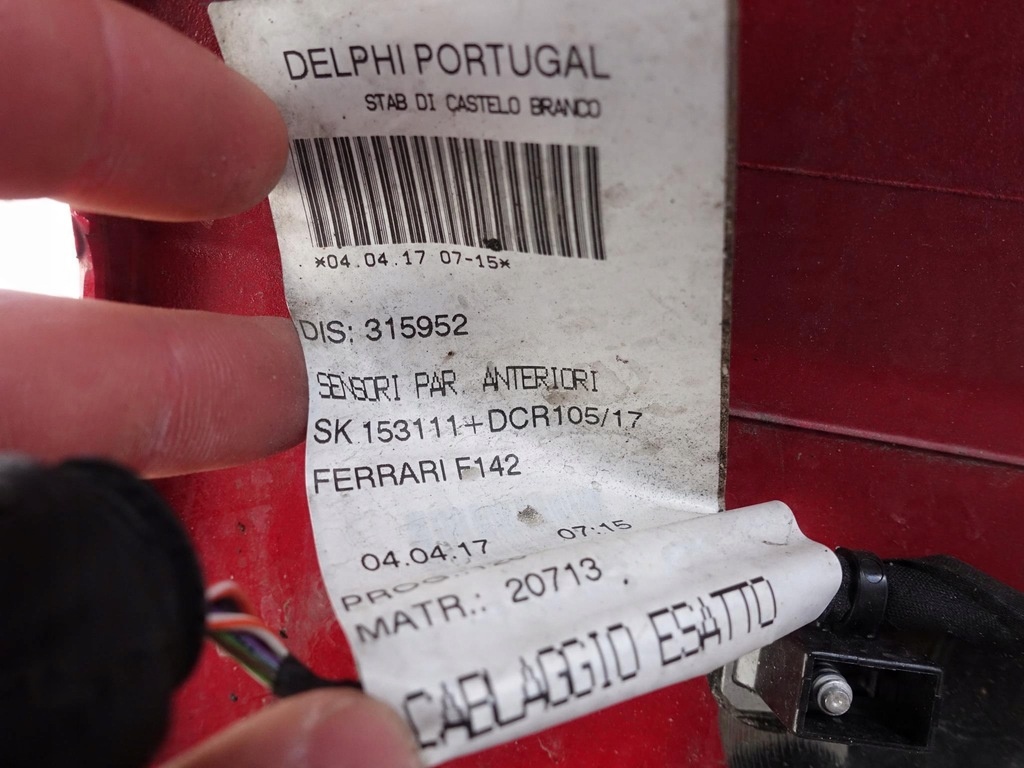 DELPHI PORTUGAL
STAB DI CASTELO BRANCO
*04.04.17 07-15*
DIS: 315952
SENSORI PAR. ANTERIORI
SK 153111+DCR105/17
FERRARI F142
04.04.17 07:15
MATR.: 20713
CABLAGGIO ESATTO